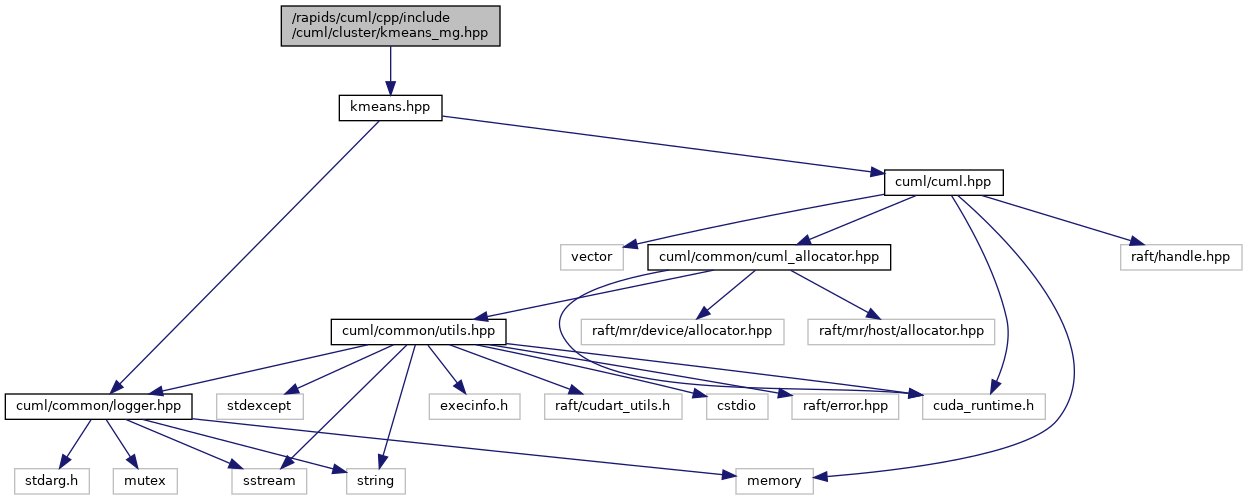 /rapids/cuml/cpp/include
/cuml/cluster/kmeans_mg.hpp
kmeans.hpp
cuml/cuml.hpp
vector
cuml/common/cuml_allocator.hpp
raft/handle.hpp
cuml/common/utils.hpp
raft/mr/device/allocator.hpp
raft/mr/host/allocator.hpp
cuml/common/logger.hpp
stdexcept
execinfo.h
raft/cudart_utils.h
cstdio
raft/error.hpp
cuda_runtime.h
stdarg.h
mutex
sstream
string
memory